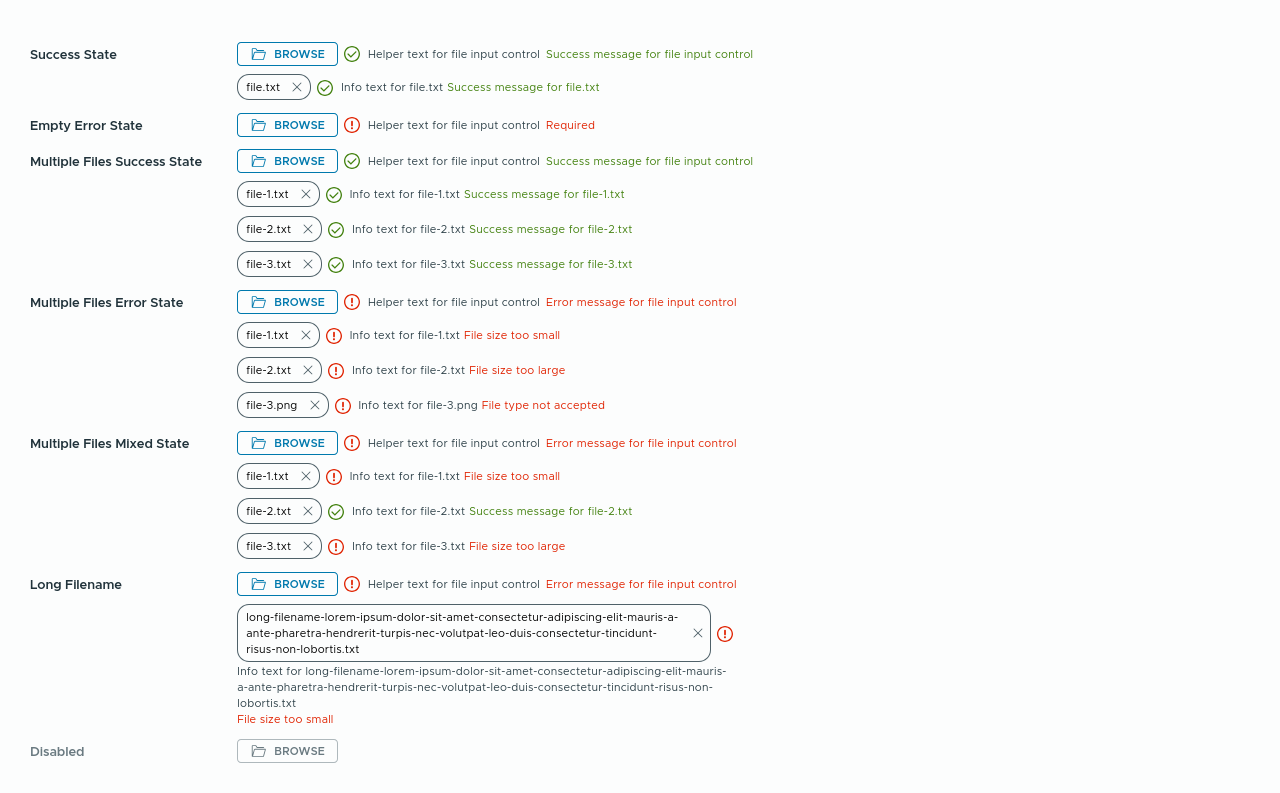 Success State BROWSE Helper text for file input control Success message for file input control
file.txt Info text for file.txt Success message for file.txt
Empty Error State BROWSE Helper text for file input control Required
Multiple Files Success State BROWSE Helper text for file input control Success message for file input control
file-1.txt Info text for file-1.txt Success message for file-1.txt
file-2.txt Info text for file-2.txt Success message for file-2.txt
file-3.txt Info text for file-3.txt Success message for file-3.txt
Multiple Files Error State BROWSE Helper text for file input control Error message for file input control
file-1.txt Info text for file-1.txt File size too small
file-2.txt Info text for file-2.txt File size too large
file-3.png Info text for file-3.png File type not accepted
Multiple Files Mixed State BROWSE Helper text for file input control Error message for file input control
file-1.txt Info text for file-1.txt File size too small
file-2.txt Info text for file-2.txt Success message for file-2.txt
file-3.txt Info text for file-3.txt File size too large
Long Filename BROWSE Helper text for file input control Error message for file input control
long-filename-lorem-ipsum-dolor-sit-amet-consectetur-adipiscing-elit-mauris-a-
ante-pharetra-hendrerit-turpis-nec-volutpat-leo-duis-consectetur-tincidunt-
risus-non-lobortis.txt
Info text for long-filename-lorem-ipsum-dolor-sit-amet-consectetur-adipiscing-elit-mauris-
a-ante-pharetra-hendrerit-turpis-nec-volutpat-leo-duis-consectetur-tincidunt-risus-non-
lobortis.txt
File size too small
Disabled BROWSE